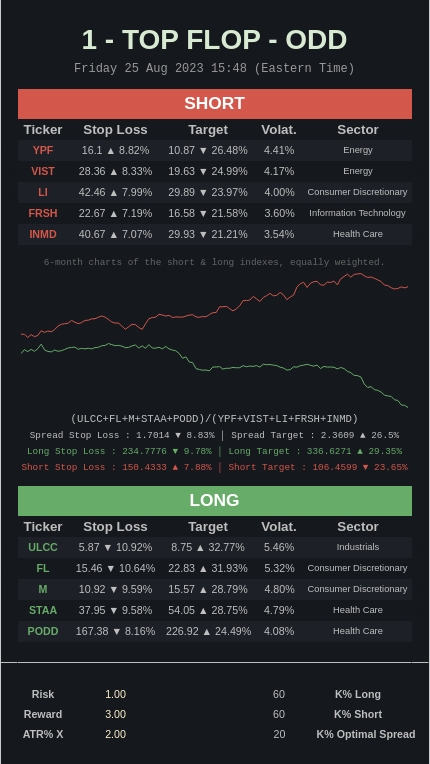 1 - TOP FLOP - ODD
Friday 25 Aug 2023 15:48 (Eastern Time)
SHORT
Ticker Stop Loss Target Volat. Sector
YPF 16.1 ▲ 8.82% 10.87 ▼ 26.48% 4.41% Energy
VIST 28.36 ▲ 8.33% 19.63 ▼ 24.99% 4.17% Energy
LI 42.46 ▲ 7.99% 29.89 ▼ 23.97% 4.00% Consumer Discretionary
FRSH 22.67 ▲ 7.19% 16.58 ▼ 21.58% 3.60% Information Technology
INMD 40.67 ▲ 7.07% 29.93 ▼ 21.21% 3.54% Health Care
6-month charts of the short & long indexes, equally weighted.
(ULCC+FL+M+STAA+PODD)/(YPF+VIST+LI+FRSH+INMD)
Spread Stop Loss : 1.7014 ▼ 8.83% | Spread Target : 2.3609 ▲ 26.5%
Long Stop Loss : 234.7776 ▼ 9.78% | Long Target : 336.6271 ▲ 29.35%
Short Stop Loss : 150.4333 ▲ 7.88% | Short Target : 106.4599 ▼ 23.65%
LONG
Ticker Stop Loss Target Volat. Sector
ULCC 5.87 ▼ 10.92% 8.75 ▲ 32.77% 5.46% Industrials
FL 15.46 ▼ 10.64% 22.83 ▲ 31.93% 5.32% Consumer Discretionary
M 10.92 ▼ 9.59% 15.57 ▲ 28.79% 4.80% Consumer Discretionary
STAA 37.95 ▼ 9.58% 54.05 ▲ 28.75% 4.79% Health Care
PODD 167.38 ▼ 8.16% 226.92 ▲ 24.49% 4.08% Health Care
Risk 1.00 60 K% Long
Reward 3.00 60 K% Short
ATR% X 2.00 20 K% Optimal Spread